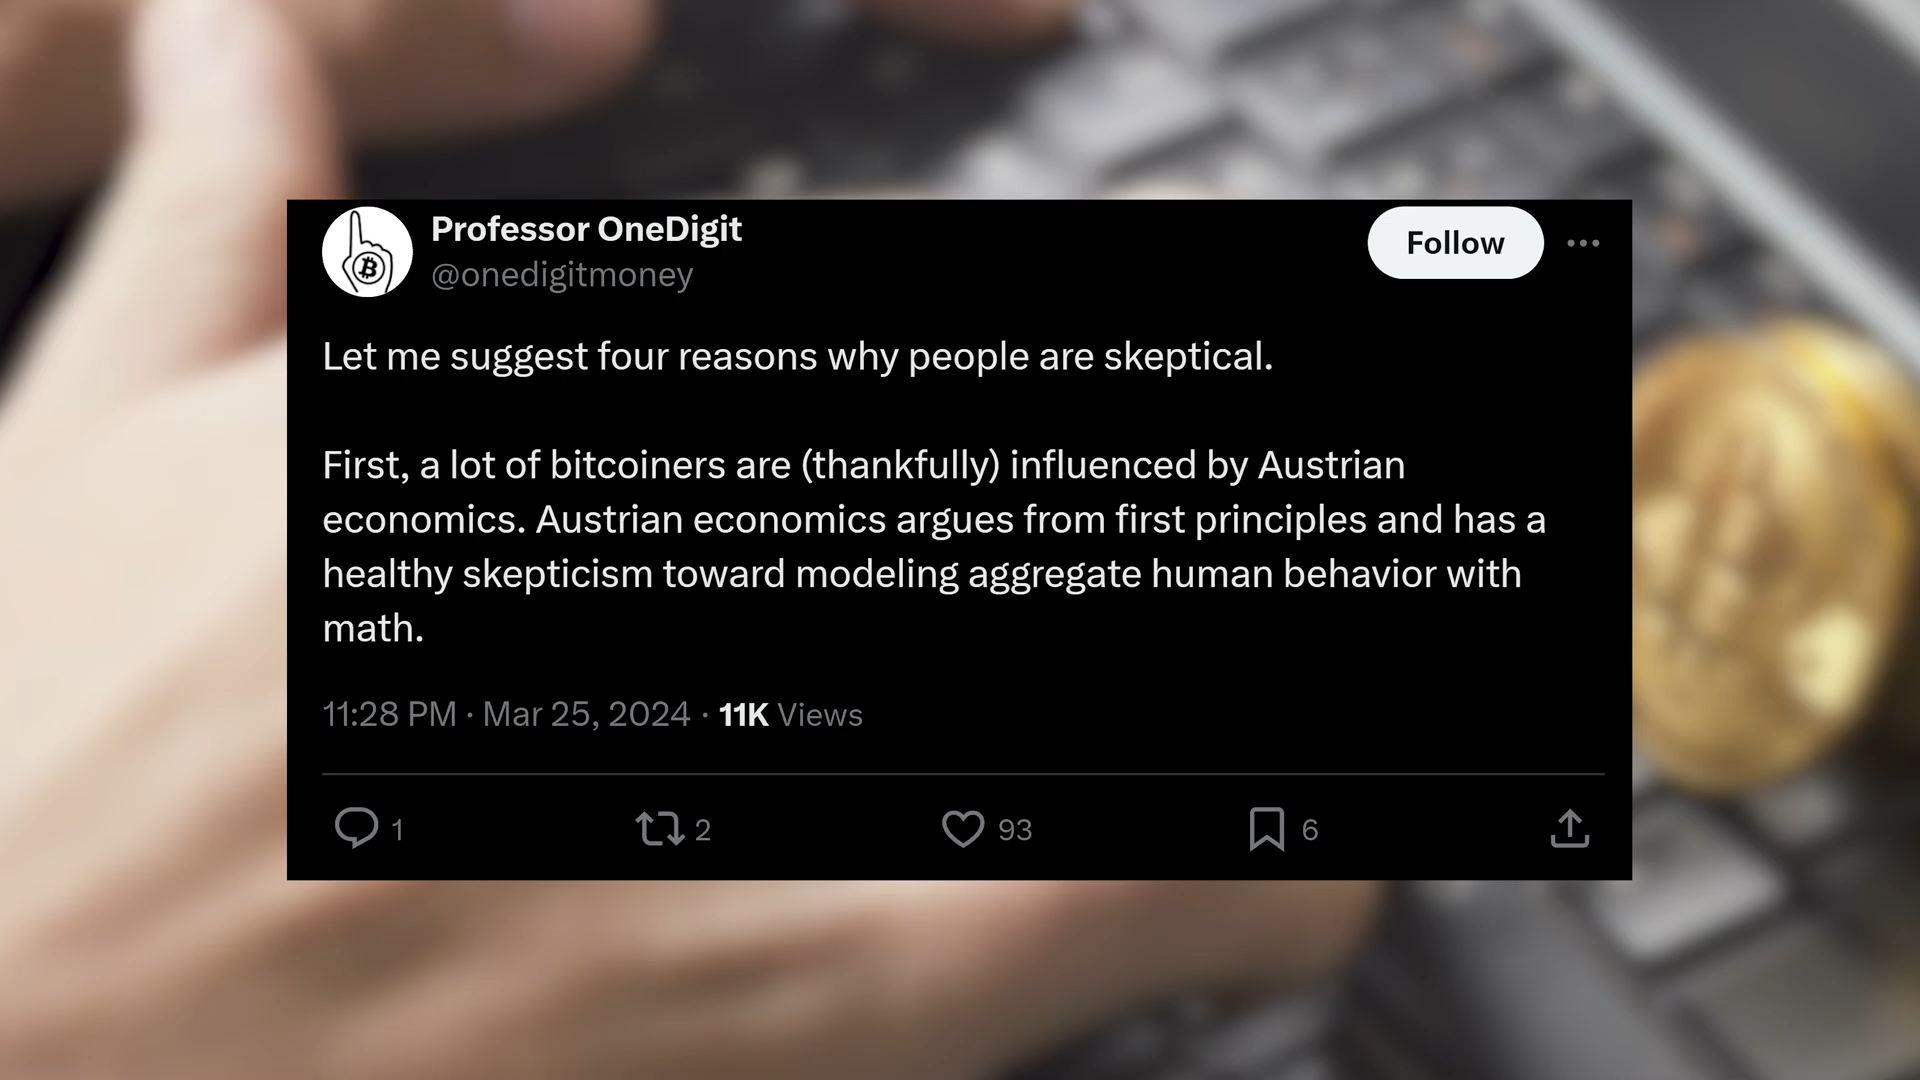 Professor OneDigit
Follow
@onedigitmoney
Let me suggest four reasons why people are skeptical.
First, a lot of bitcoiners are (thankfully) influenced by Austrian
economics. Austrian economics argues from first principles and has a
healthy skepticism toward modeling aggregate human behavior with
math.
11:28 PM · Mar 25, 2024 · 11K Views
1 2 93 6